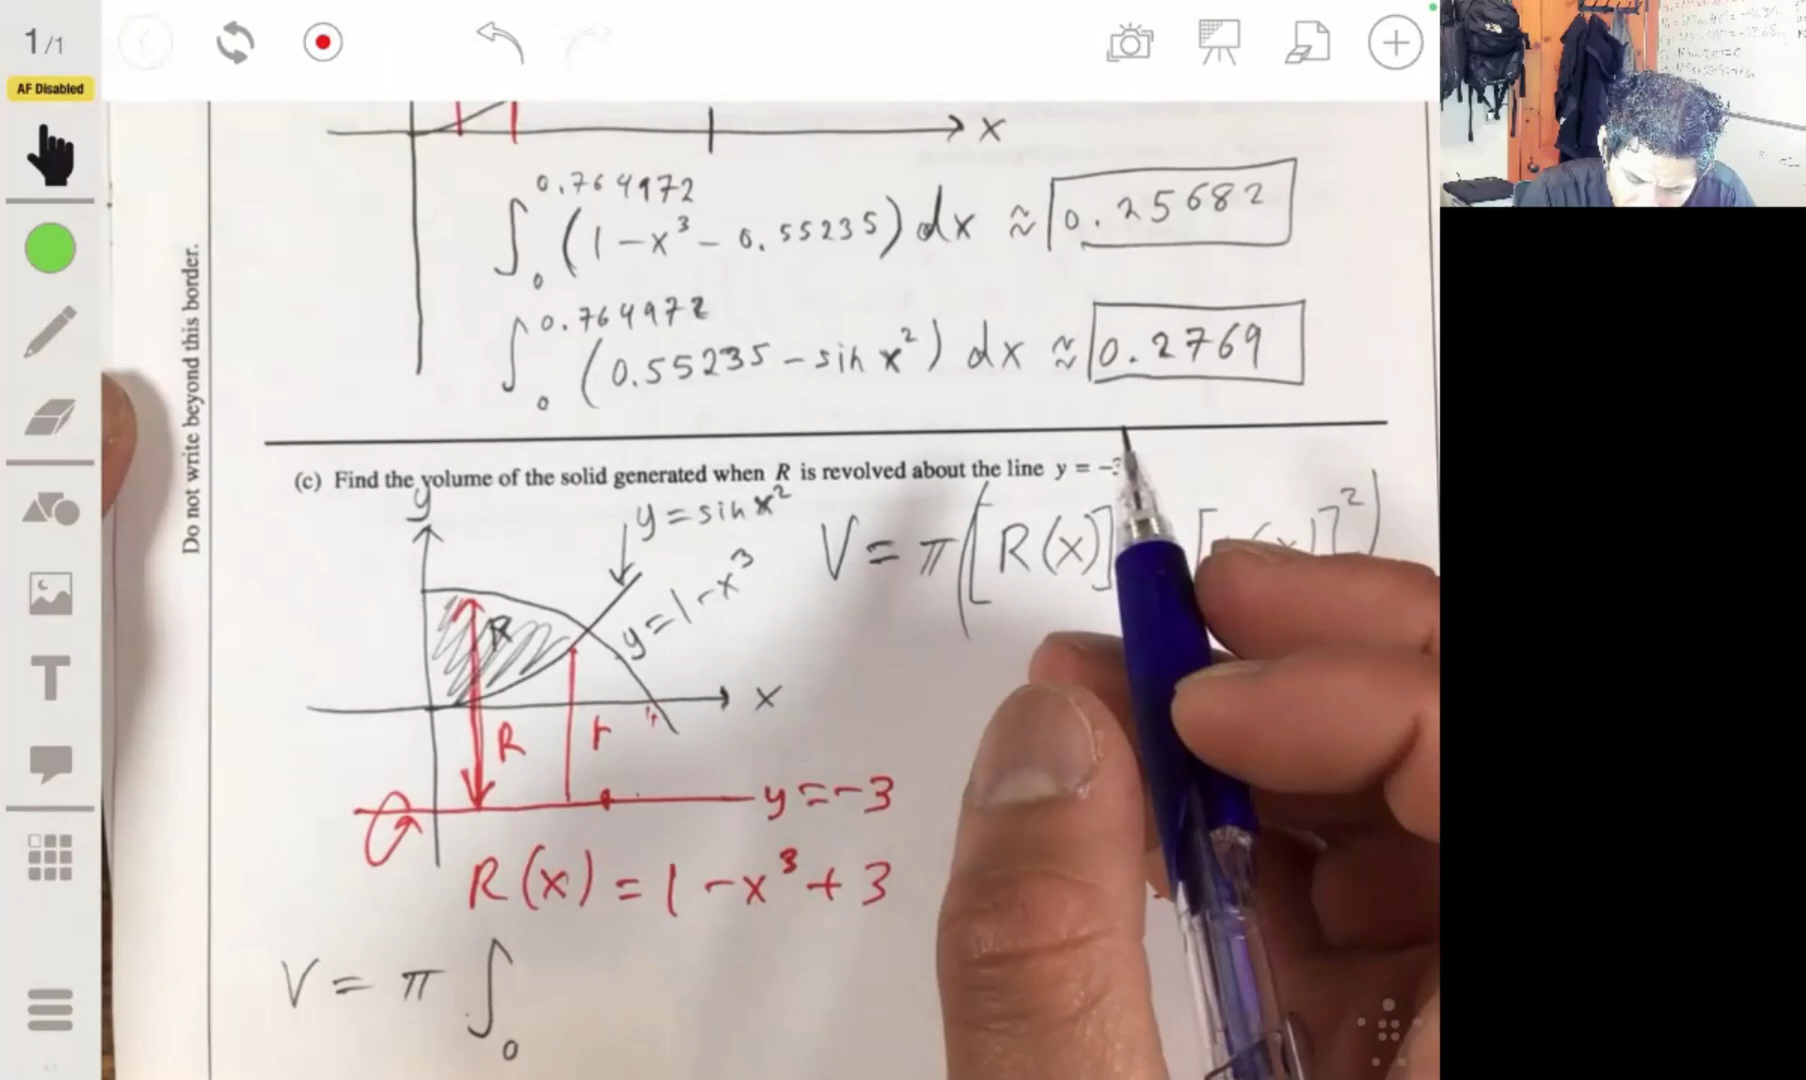 1/1
AF Disabled
T
Do not write beyond this border.
x
∫₀^0.764972 (1-x³-0.55235) dx ≈ 0.25682
∫₀^0.764972 (0.55235-sin x²) dx ≈ 0.2769
(c) Find the volume of the solid generated when R is revolved about the line y = -3
y
y=sin x²
V=π([R(x)]
y=1-x³
R
x
R
r
y=-3
R(x)=1-x³+3
V=π∫₀